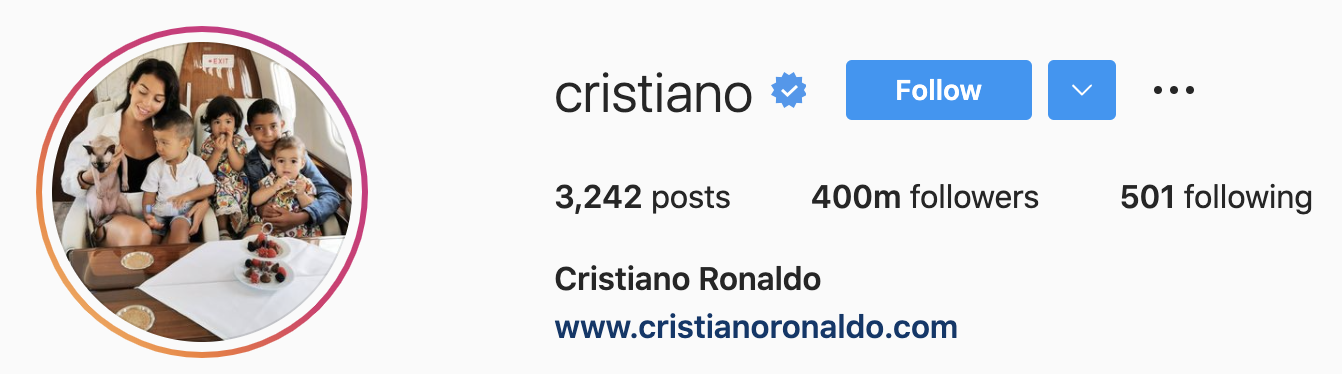 EXIT
cristiano Follow
3,242 posts 400m followers 501 following
Cristiano Ronaldo
www.cristianoronaldo.com